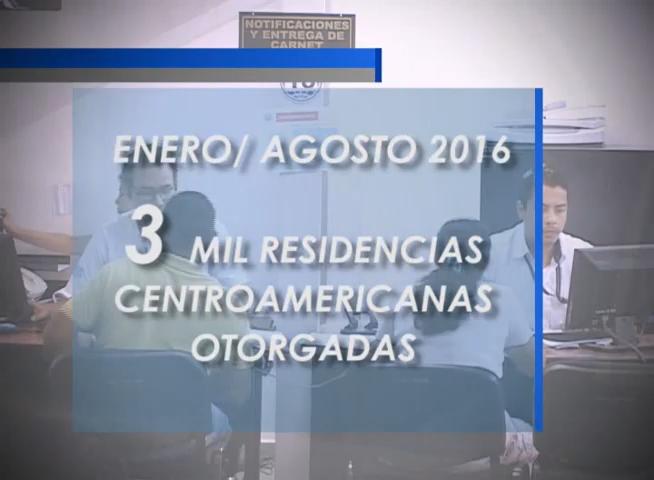 NOTIFICACIONES
Y ENTREGA DE
CARNET
ENERO/ AGOSTO 2016
3 MIL RESIDENCIAS
CENTROAMERICANAS
OTORGADAS